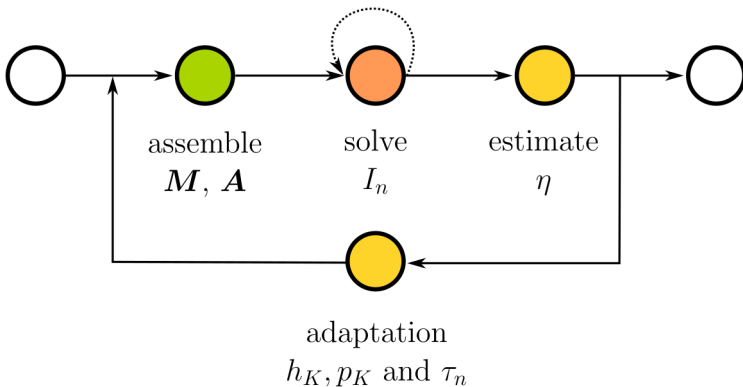 assemble
M, A
solve
Iₙ
estimate
η
adaptation
h_K, p_K and τₙ